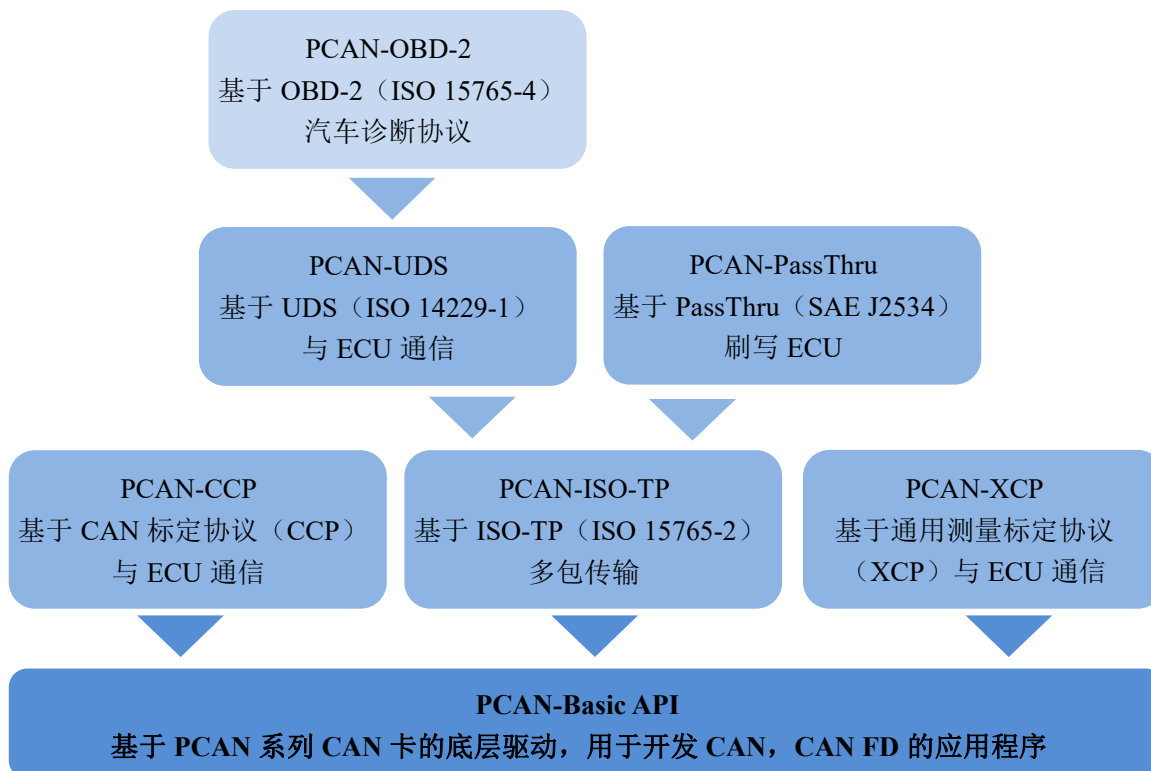 PCAN-OBD-2
基于 OBD-2（ISO 15765-4）
汽车诊断协议
PCAN-UDS
基于 UDS（ISO 14229-1）
与 ECU 通信
PCAN-PassThru
基于 PassThru（SAE J2534）
刷写 ECU
PCAN-CCP
基于 CAN 标定协议（CCP）
与 ECU 通信
PCAN-ISO-TP
基于 ISO-TP（ISO 15765-2）
多包传输
PCAN-XCP
基于通用测量标定协议
（XCP）与 ECU 通信
PCAN-Basic API
基于 PCAN 系列 CAN 卡的底层驱动，用于开发 CAN，CAN FD 的应用程序